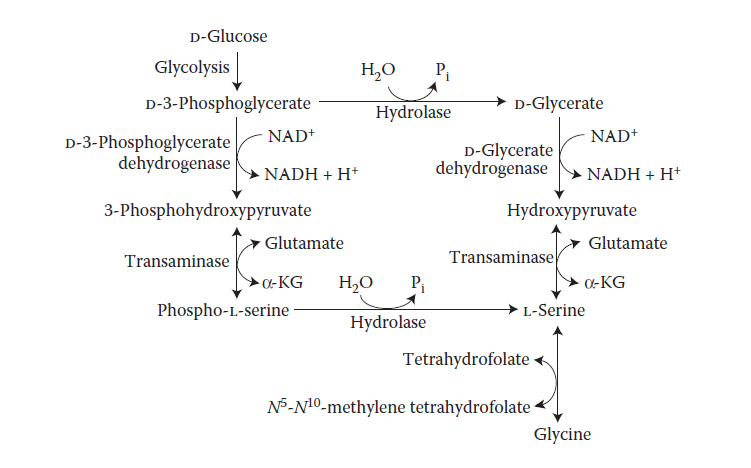 D-Glucose
Glycolysis
H₂O Pᵢ
D-3-Phosphoglycerate
Hydrolase
D-Glycerate
D-3-Phosphoglycerate
dehydrogenase
NAD⁺
NADH + H⁺
D-Glycerate
dehydrogenase
NAD⁺
NADH + H⁺
3-Phosphohydroxypyruvate
Hydroxypyruvate
Transaminase
Glutamate
α-KG
Transaminase
Glutamate
α-KG
H₂O Pᵢ
Phospho-L-serine
Hydrolase
L-Serine
Tetrahydrofolate
N⁵-N¹⁰-methylene tetrahydrofolate
Glycine